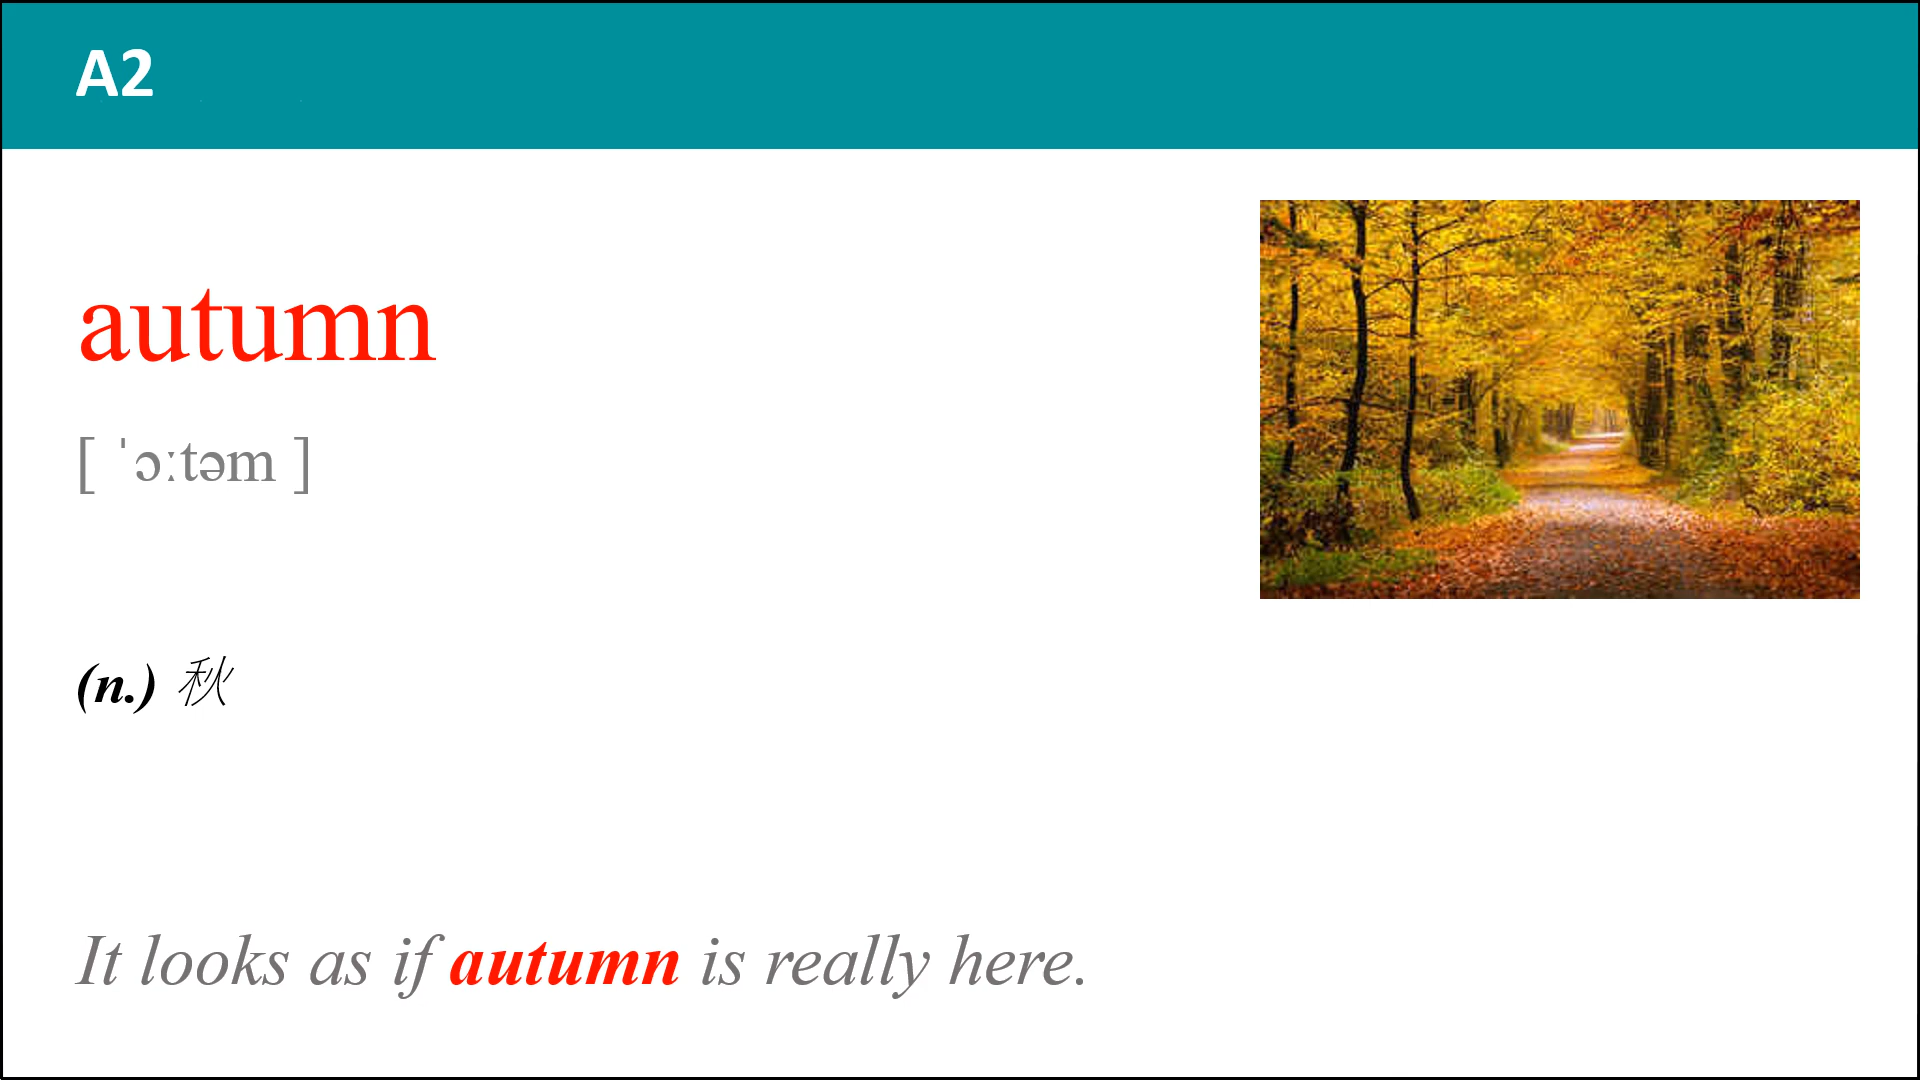 A2
autumn
[ ˈɔːtəm ]
(n.) 秋
It looks as if autumn is really here.